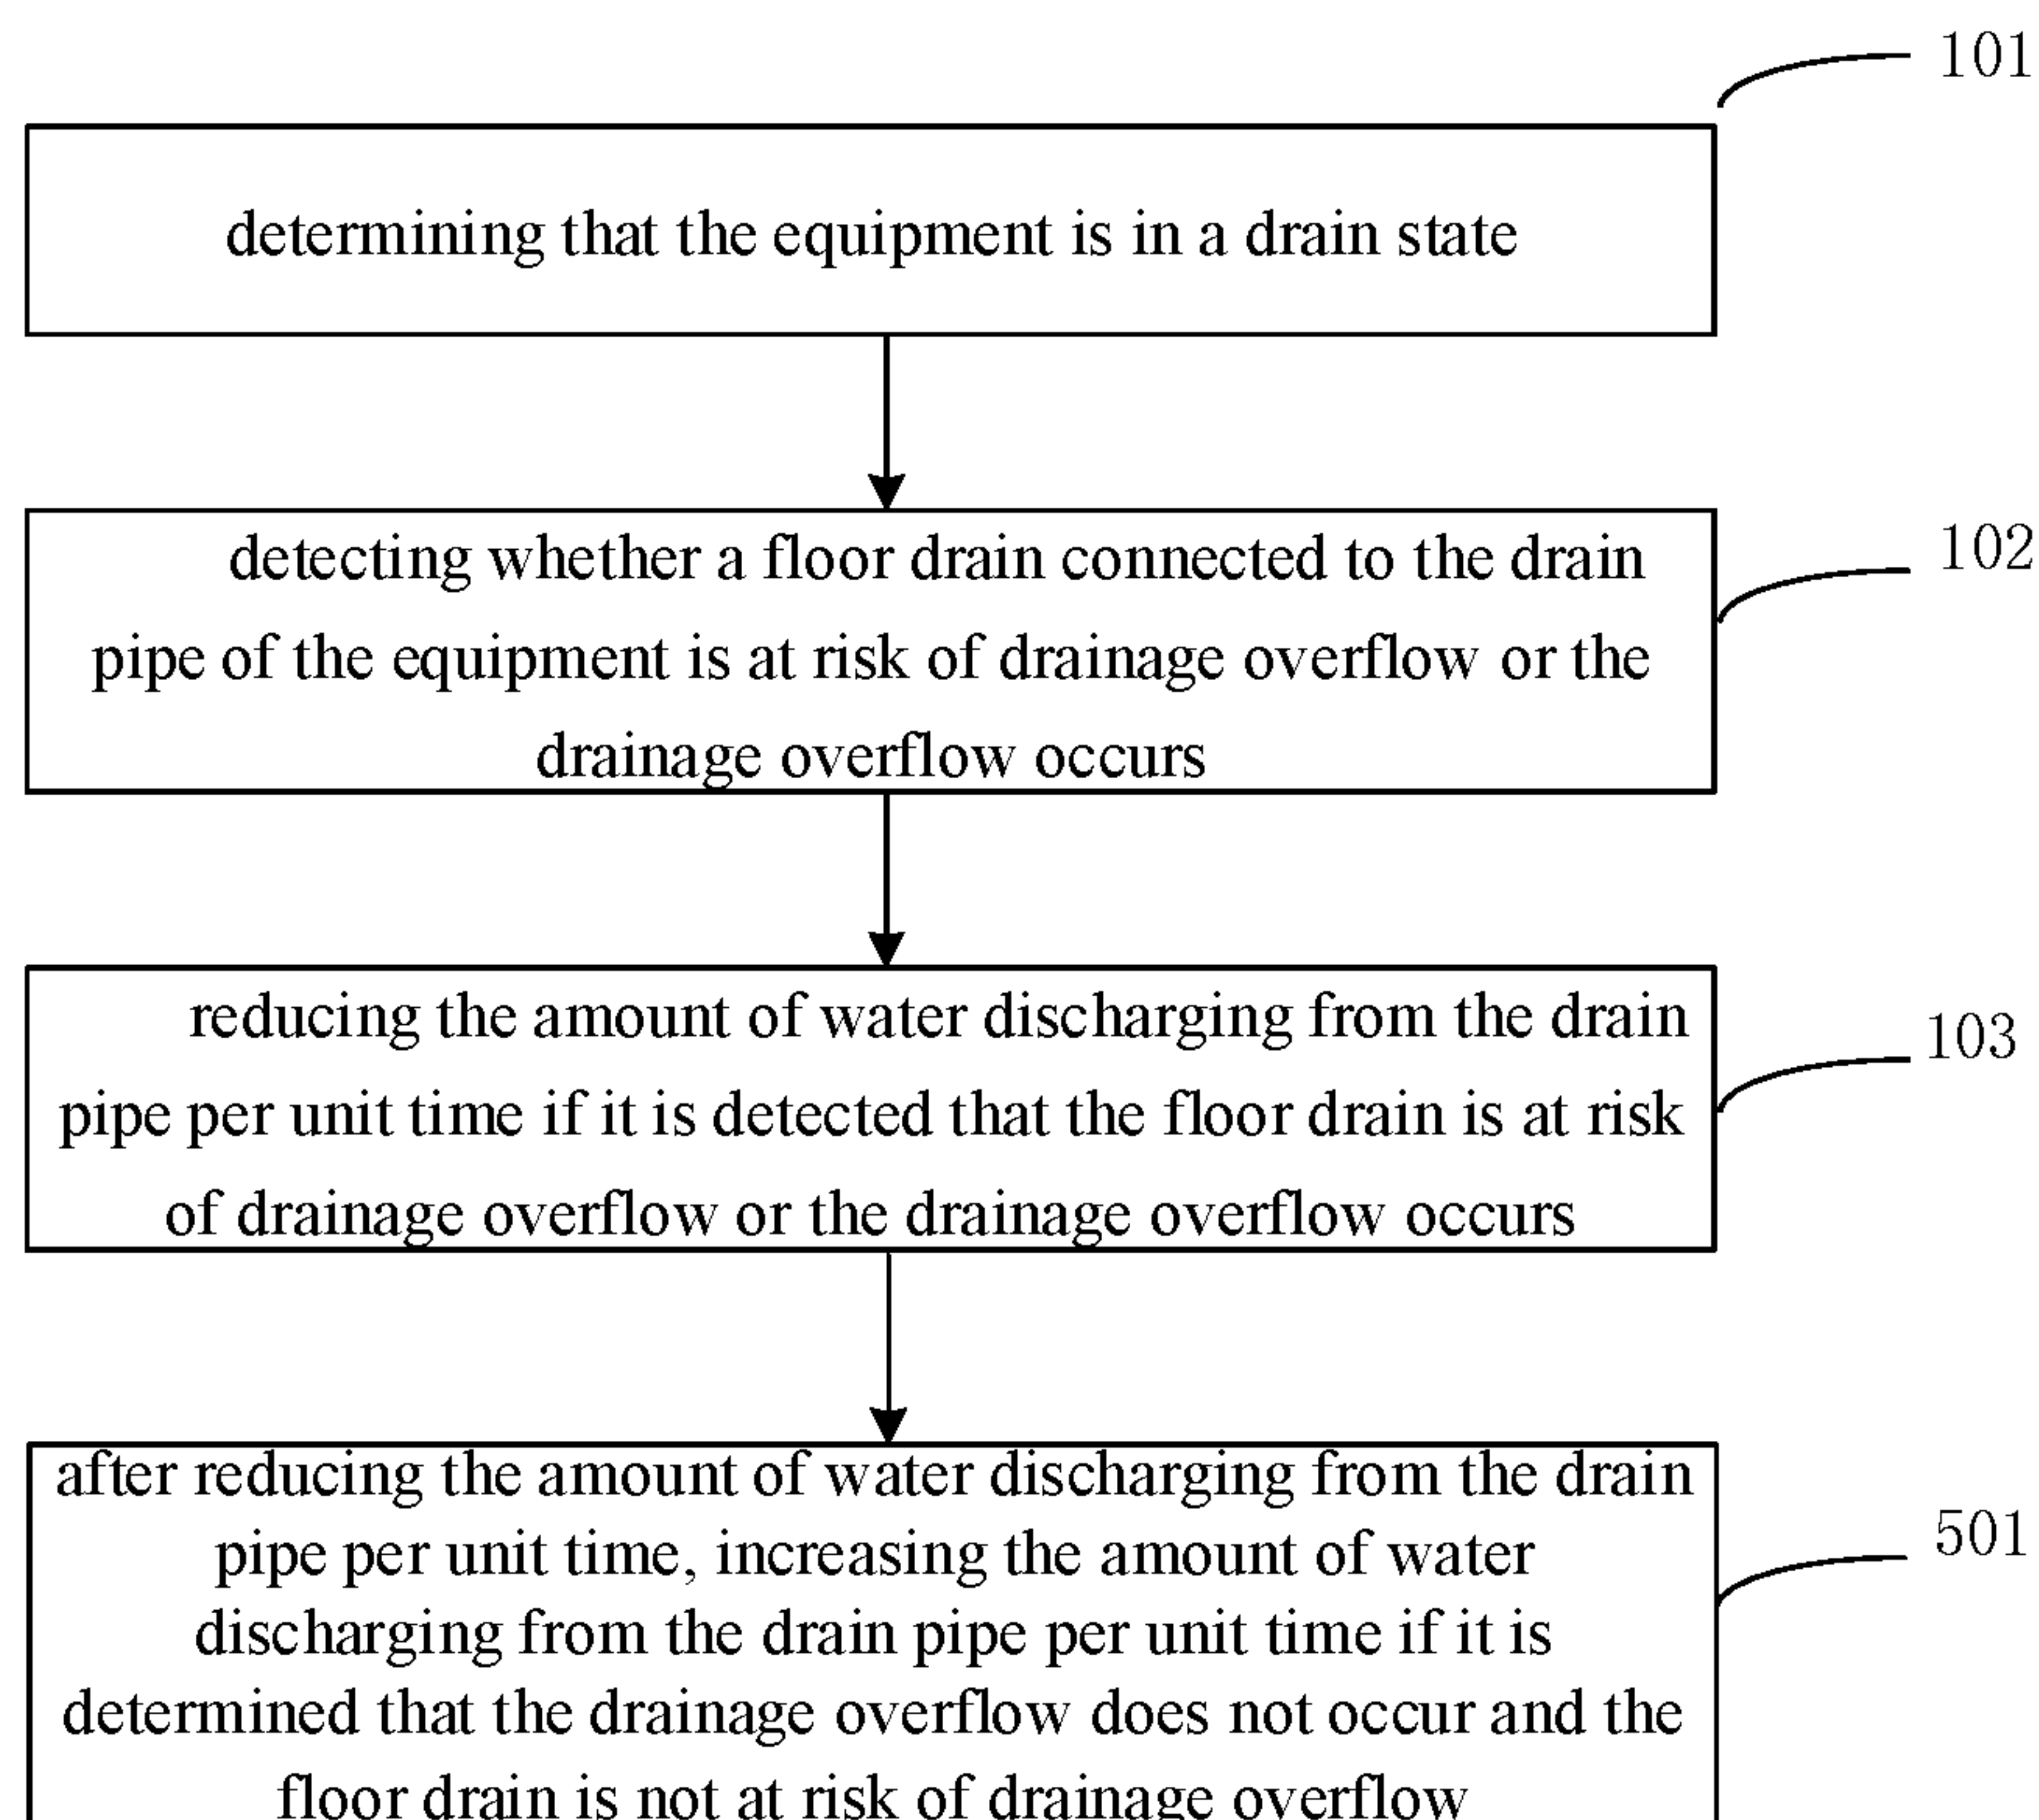 101
determining that the equipment is in a drain state
detecting whether a floor drain connected to the drain
102
pipe of the equipment is at risk of drainage overflow or the
drainage overflow occurs
reducing the amount of water discharging from the drain
103
pipe per unit time if it is detected that the floor drain is at risk
of drainage overflow or the drainage overflow occurs
after reducing the amount of water discharging from the drain
501
pipe per unit time, increasing the amount of water
discharging from the drain pipe per unit time if it is
determined that the drainage overflow does not occur and the
floor drain is not at risk of drainage overflow